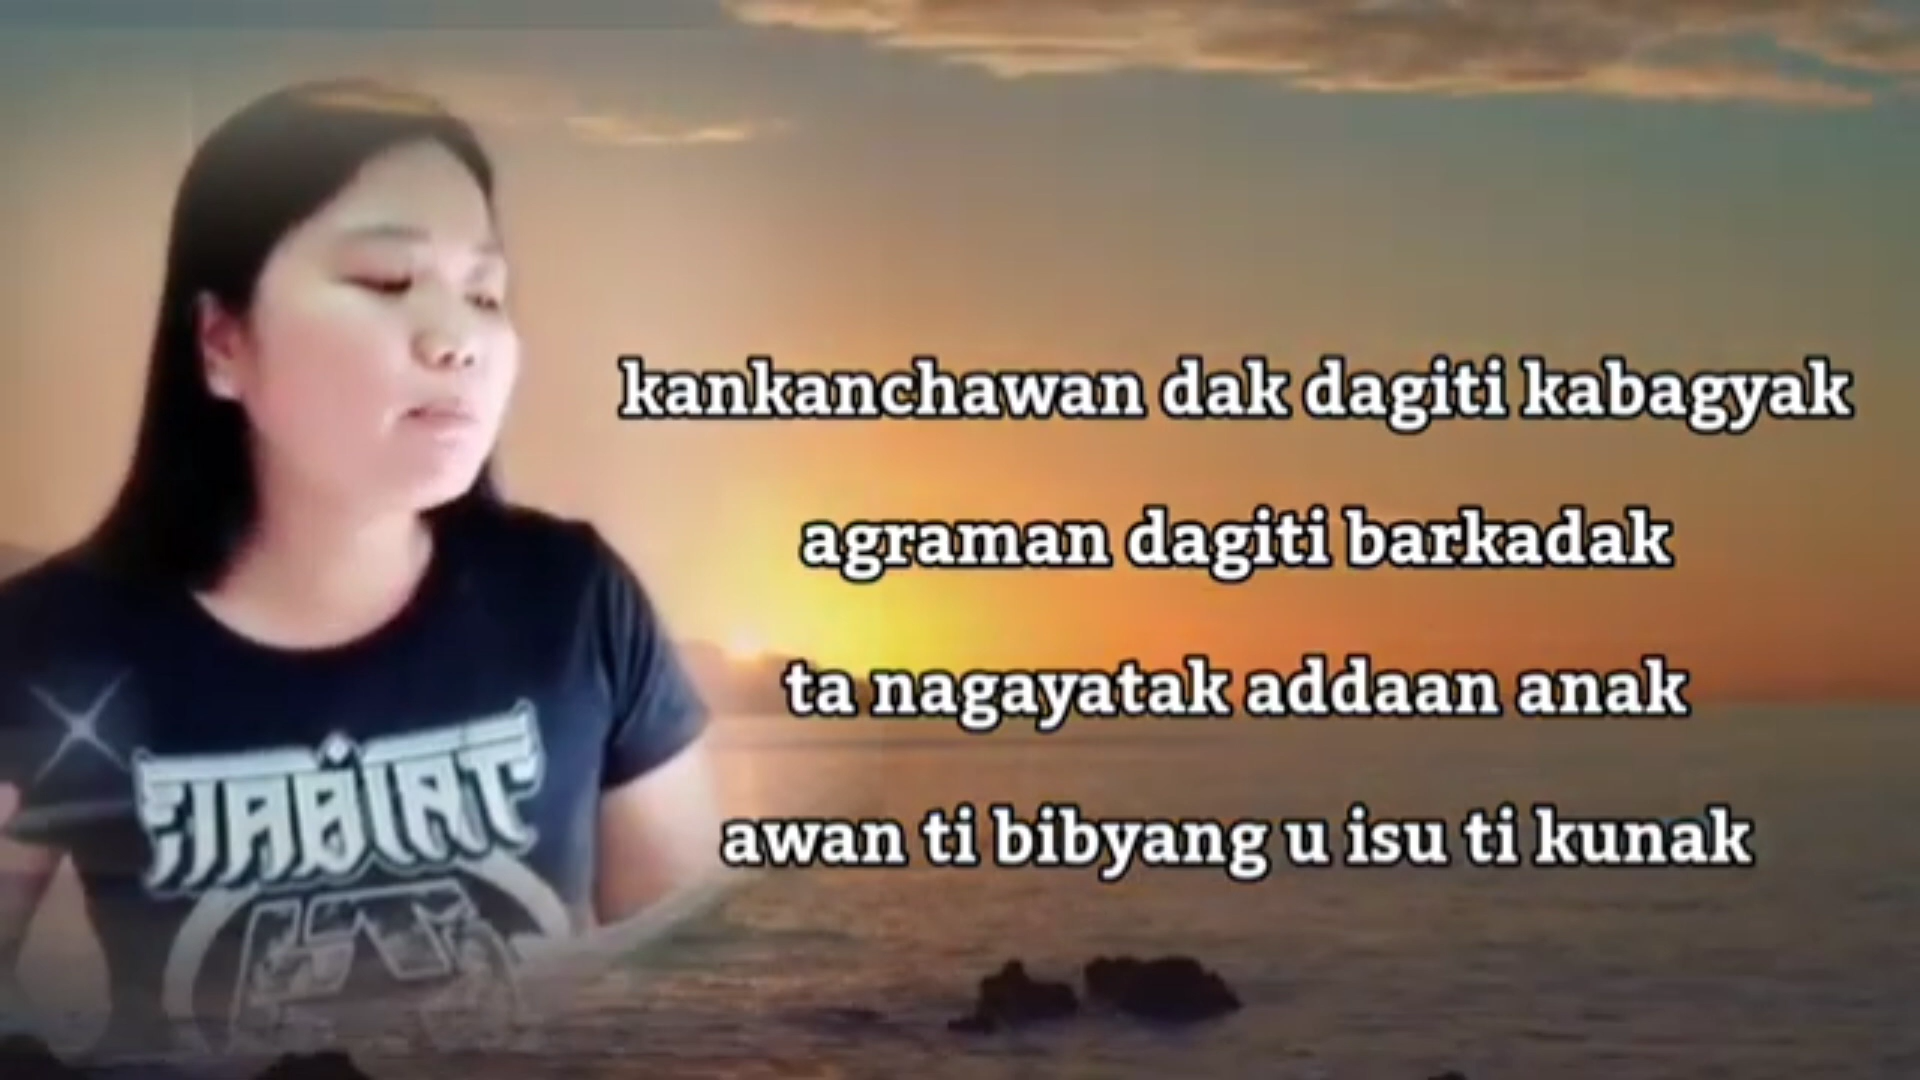 kankanchawan dak dagiti kabagyak
agraman dagiti barkadak
ta nagayatak addaan anak
awan ti bibyang u isu ti kunak